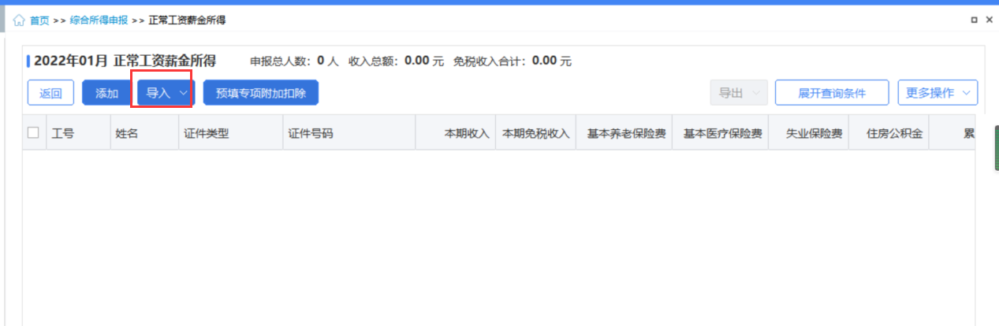 首页 >> 综合所得申报 >> 正常工资薪金所得
2022年01月 正常工资薪金所得 申报总人数：0 人 收入总额：0.00 元 免税收入合计：0.00 元
返回 添加 导入 预填专项附加扣除 导出 展开查询条件 更多操作
工号 姓名 证件类型 证件号码 本期收入 本期免税收入 基本养老保险费 基本医疗保险费 失业保险费 住房公积金 累